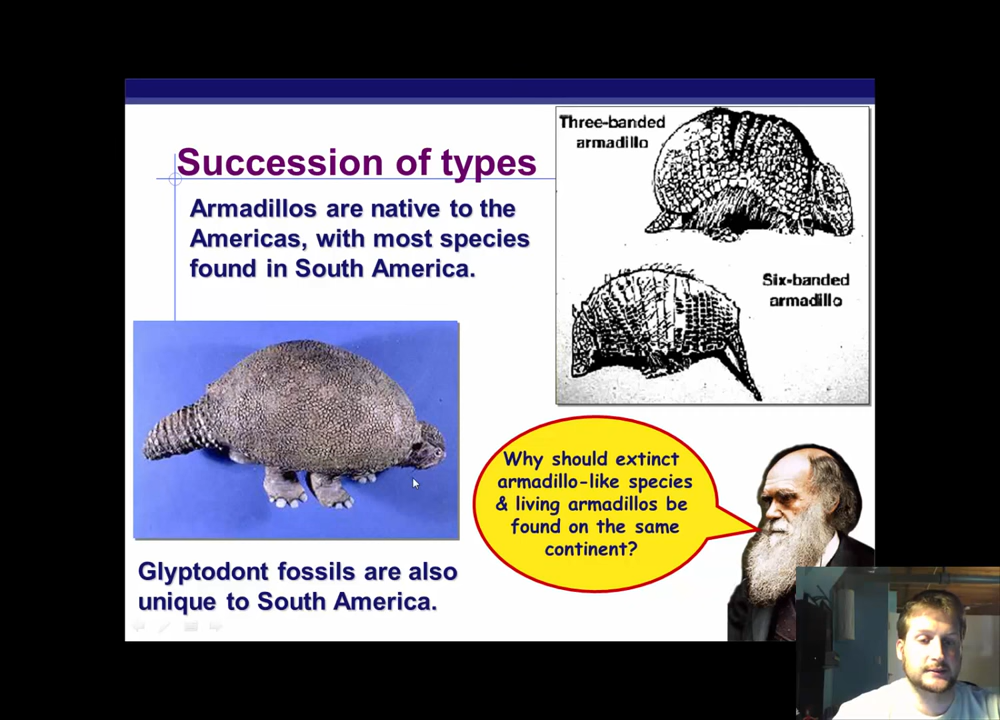 Succession of types
Armadillos are native to the
Americas, with most species
found in South America.
Three-banded
armadillo
Six-banded
armadillo
Why should extinct
armadillo-like species
& living armadillos be
found on the same
continent?
Glyptodont fossils are also
unique to South America.